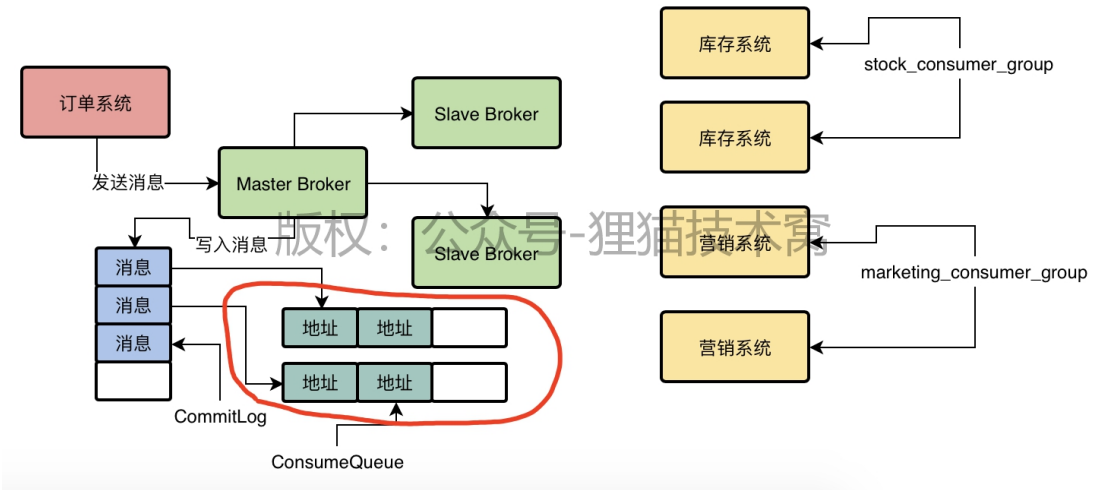 订单系统
发送消息
Master Broker
Slave Broker
Slave Broker
写入消息
消息
消息
消息
CommitLog
地址 地址
地址 地址
ConsumeQueue
库存系统
库存系统
stock_consumer_group
营销系统
营销系统
marketing_consumer_group
版权：公众号-狸猫技术窝